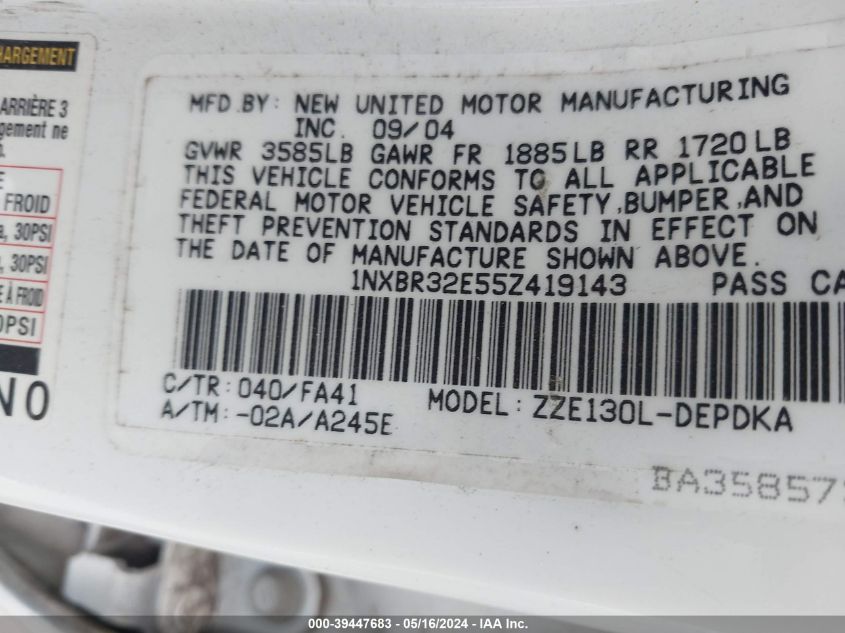 HARGEMENT
ARRIÈRE 3
gement ne
FROID
a, 30PSI
a, 30PSI
E À FROID
0PSI
NO
MFD.BY: NEW UNITED MOTOR MANUFACTURING
INC. 09/04
GVWR 3585LB GAWR FR 1885LB RR 1720LB
THIS VEHICLE CONFORMS TO ALL APPLICABLE
FEDERAL MOTOR VEHICLE SAFETY,BUMPER,AND
THEFT PREVENTION STANDARDS IN EFFECT ON
THE DATE OF MANUFACTURE SHOWN ABOVE.
1NXBR32E55Z419143 PASS CA
C/TR: 040/FA41
A/TM: -02A/A245E
MODEL: ZZE130L-DEPDKA
BA35857
000-39447683 - 05/16/2024 - IAA Inc.